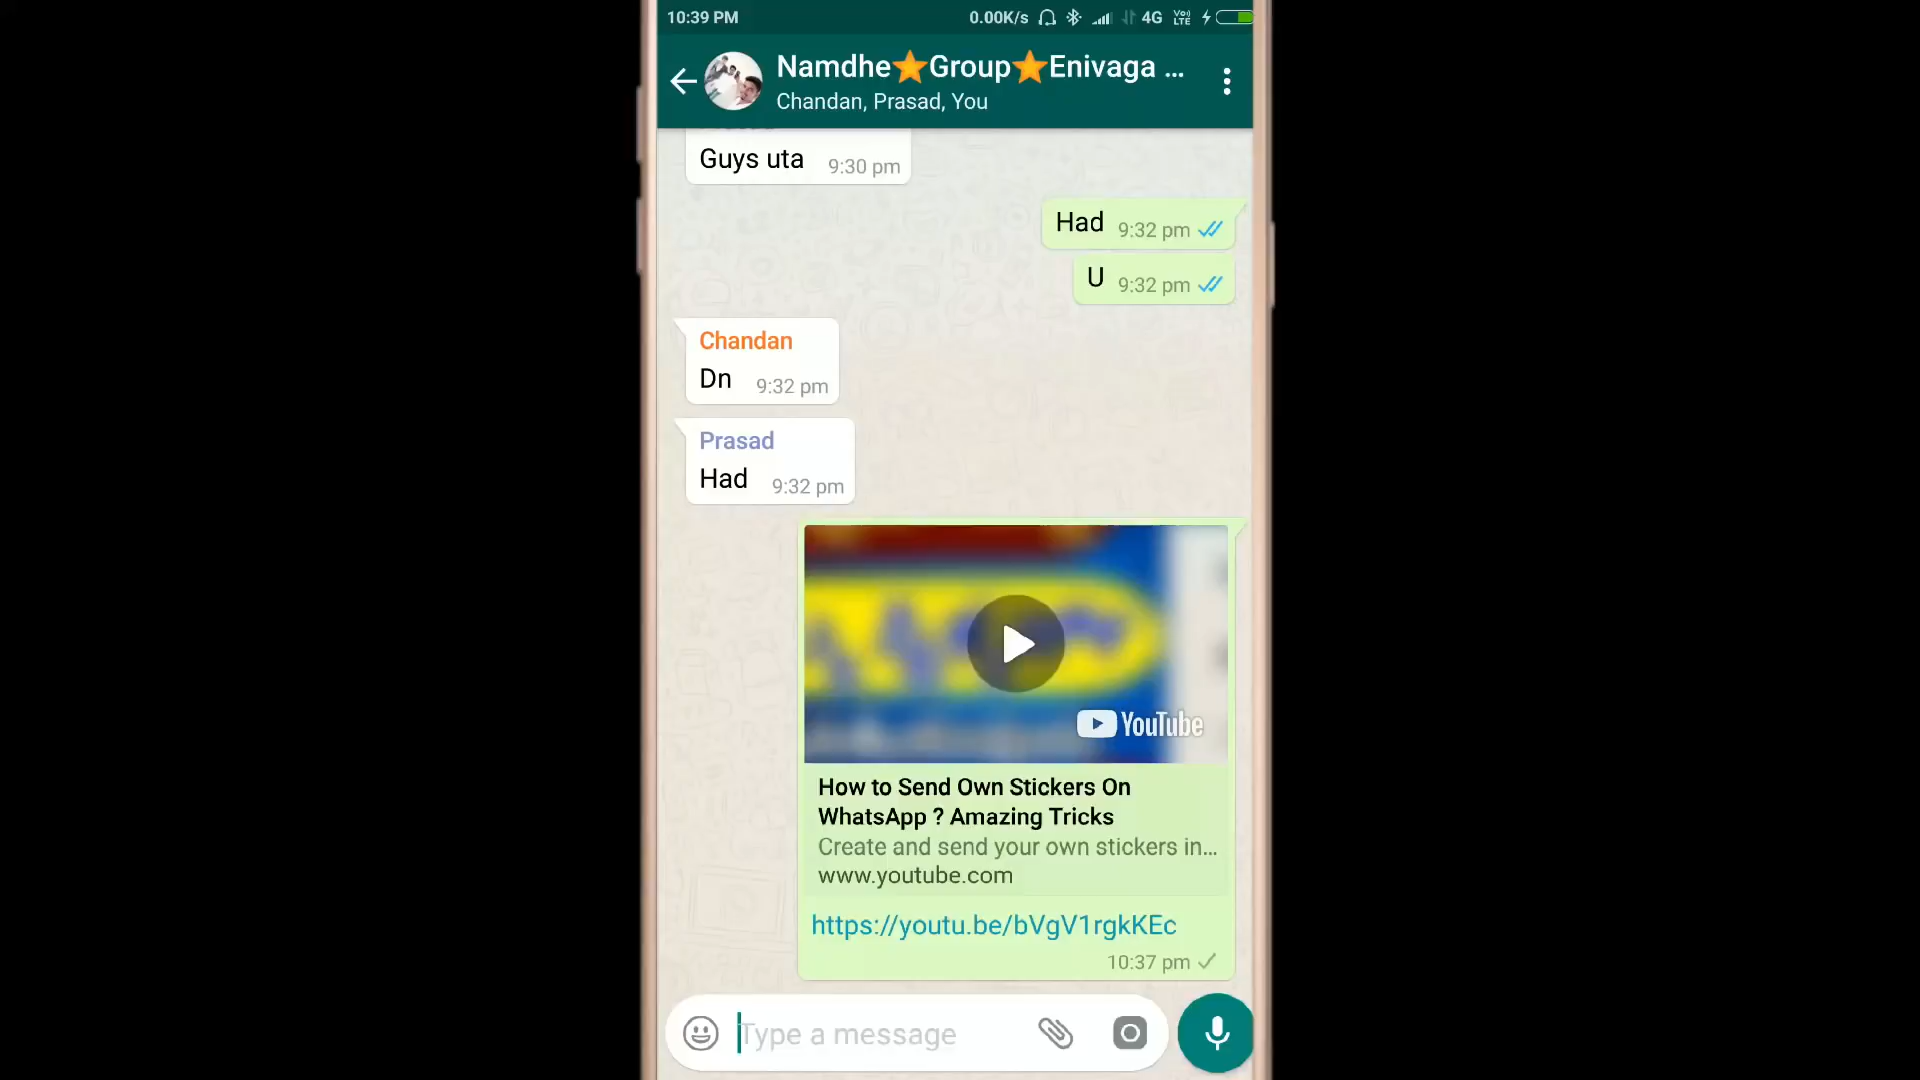 10:39 PM 0.00K/s 4G VoLTE
Namdhe⭐Group⭐Enivaga ...
Chandan, Prasad, You
Guys uta 9:30 pm
Had 9:32 pm
U 9:32 pm
Chandan
Dn 9:32 pm
Prasad
Had 9:32 pm
YouTube
How to Send Own Stickers On
WhatsApp ? Amazing Tricks
Create and send your own stickers in...
www.youtube.com
https://youtu.be/bVgV1rgkKEc
10:37 pm
Type a message